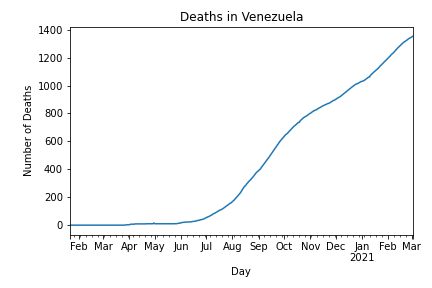 Deaths in Venezuela
Number of Deaths
1400
1200
1000
800
600
400
200
0
Feb Mar Apr May Jun Jul Aug Sep Oct Nov Dec Jan Feb Mar
2021
Day